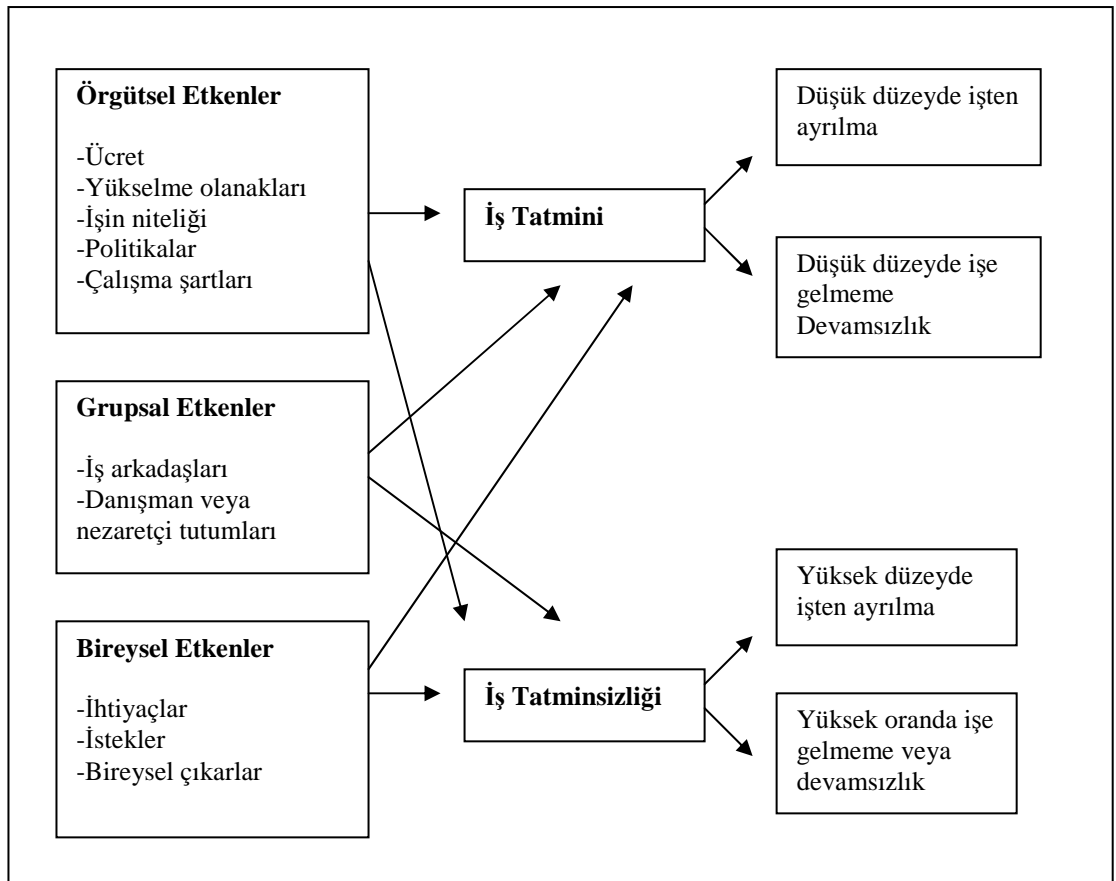 Örgütsel Etkenler
-Ücret
-Yükselme olanakları
-İşin niteliği
-Politikalar
-Çalışma şartları
Grupsal Etkenler
-İş arkadaşları
-Danışman veya
nezaretçi tutumları
Bireysel Etkenler
-İhtiyaçlar
-İstekler
-Bireysel çıkarlar
İş Tatmini
İş Tatminsizliği
Düşük düzeyde işten
ayrılma
Düşük düzeyde işe
gelmeme
Devamsızlık
Yüksek düzeyde
işten ayrılma
Yüksek oranda işe
gelmeme veya
devamsızlık